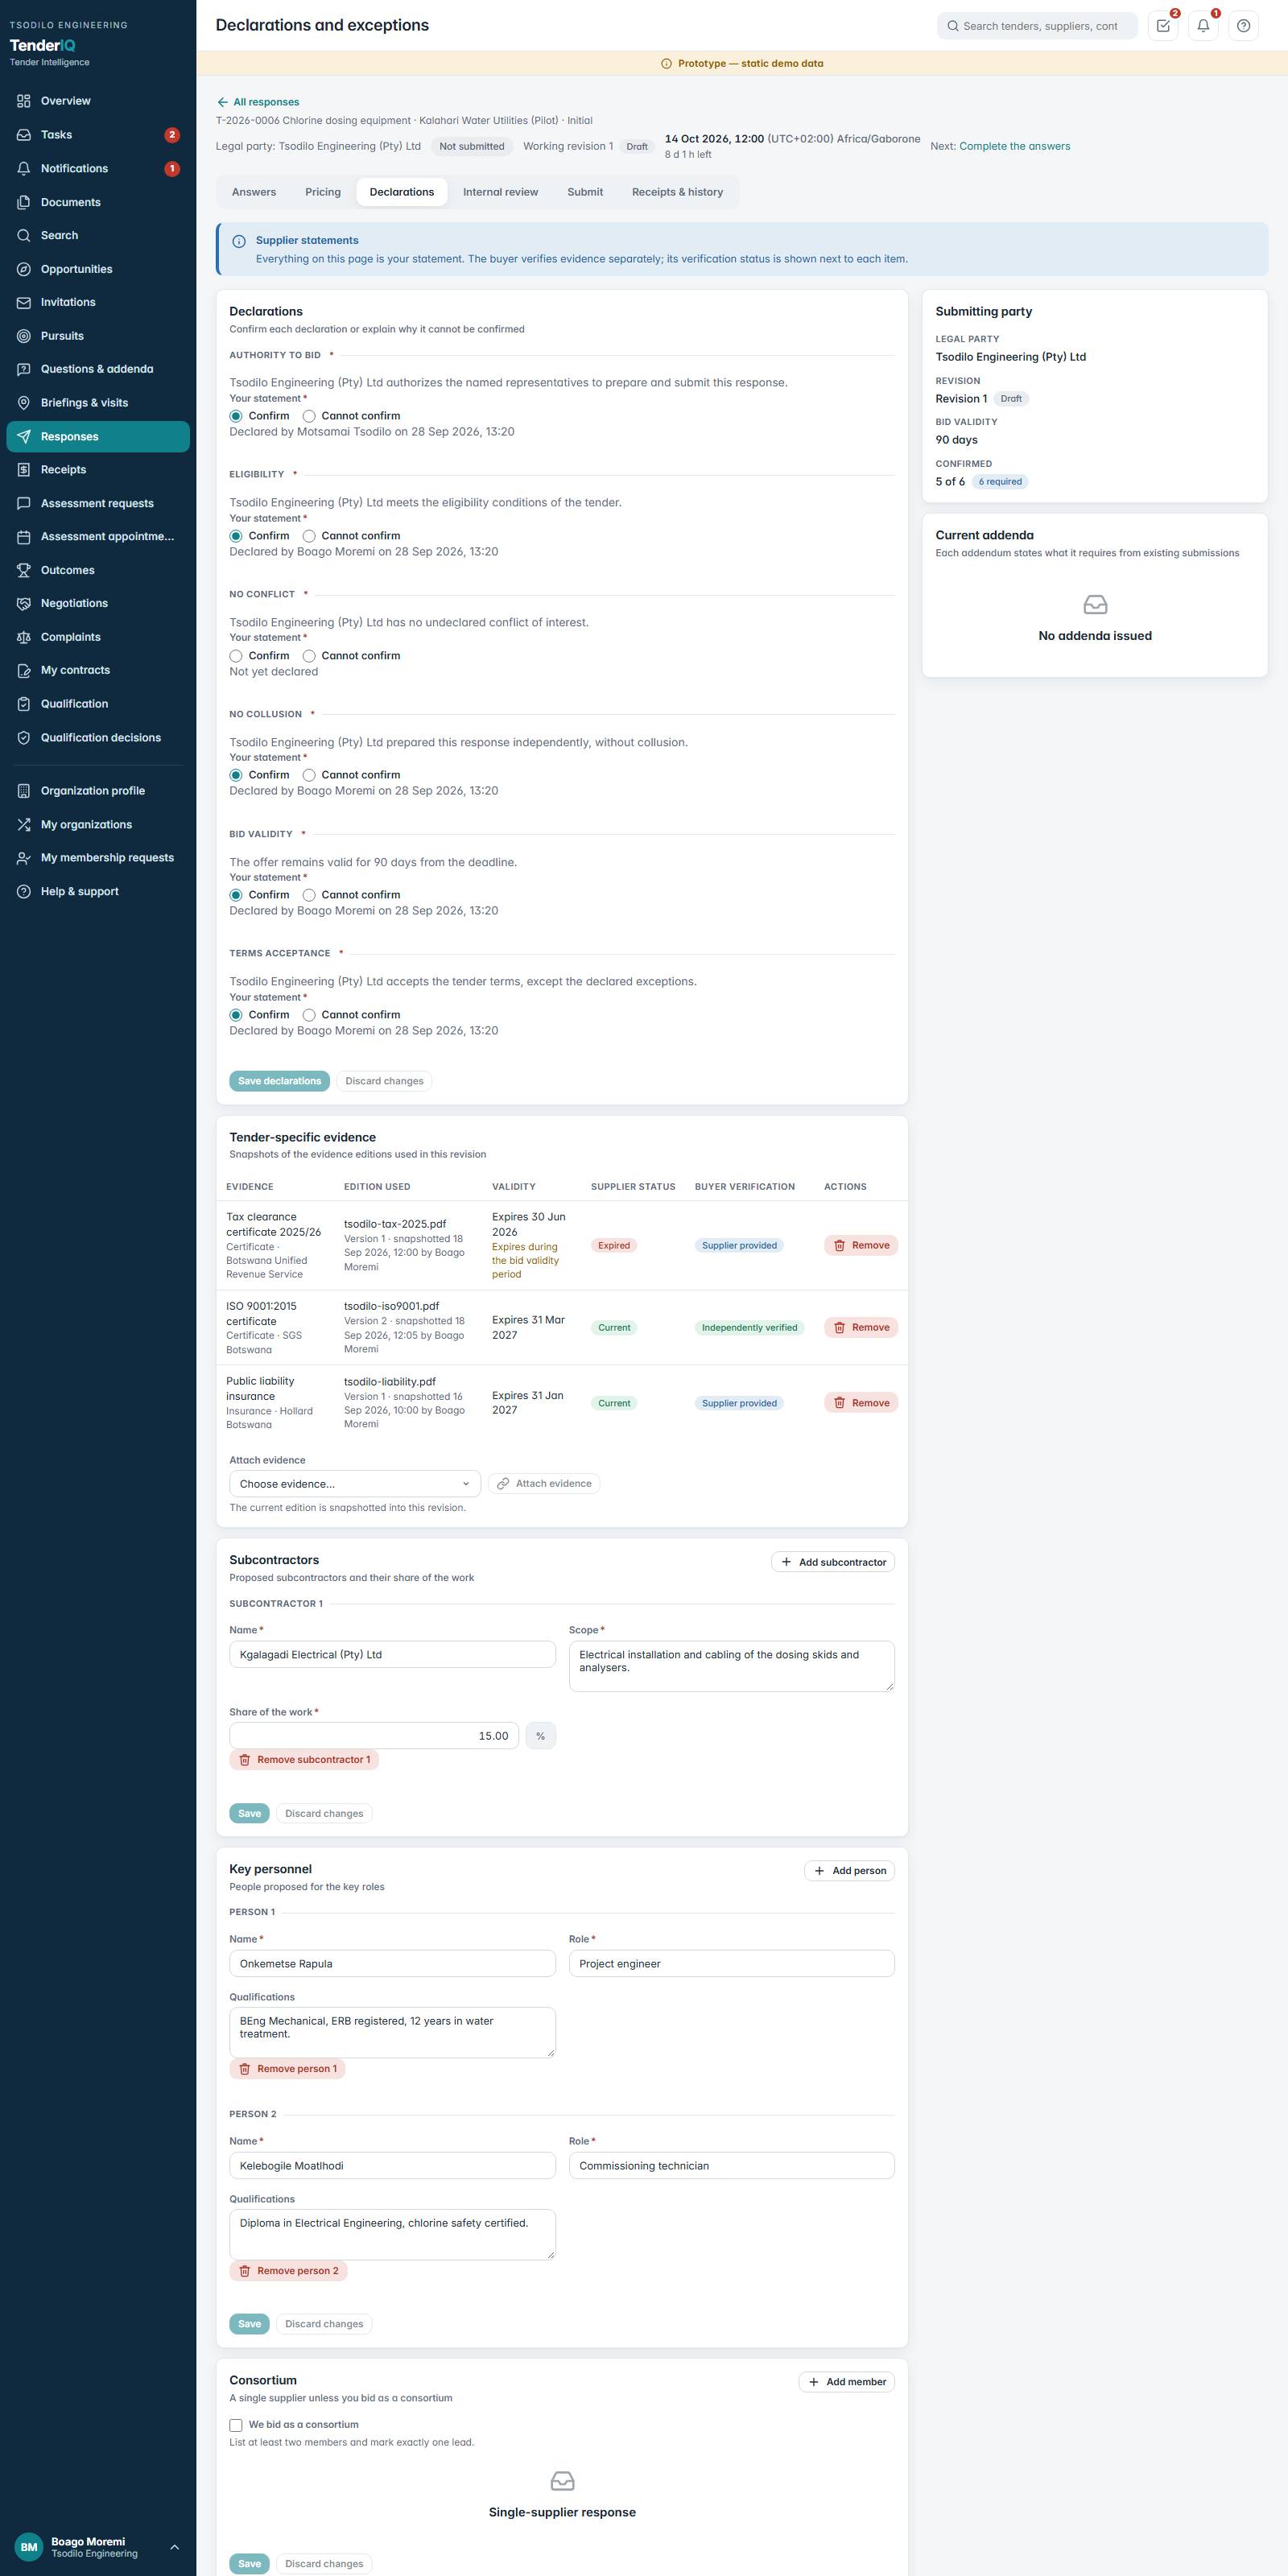 TSODILO ENGINEERING
TenderIQ
Tender Intelligence
Overview
Tasks
2
Notifications
1
Documents
Search
Opportunities
Invitations
Pursuits
Questions & addenda
Briefings & visits
Responses
Receipts
Assessment requests
Assessment appointme...
Outcomes
Negotiations
Complaints
My contracts
Qualification
Qualification decisions
Organization profile
My organizations
My membership requests
Help & support
BM
Boago Moremi
Tsodilo Engineering
Declarations and exceptions
Search tenders, suppliers, cont
2
1
Prototype — static demo data
All responses
T-2026-0006 Chlorine dosing equipment · Kalahari Water Utilities (Pilot) · Initial
Legal party: Tsodilo Engineering (Pty) Ltd
Not submitted
Working revision 1
Draft
14 Oct 2026, 12:00 (UTC+02:00) Africa/Gaborone
8 d 1 h left
Next: Complete the answers
Answers
Pricing
Declarations
Internal review
Submit
Receipts & history
Supplier statements
Everything on this page is your statement. The buyer verifies evidence separately; its verification status is shown next to each item.
Declarations
Confirm each declaration or explain why it cannot be confirmed
AUTHORITY TO BID *
Tsodilo Engineering (Pty) Ltd authorizes the named representatives to prepare and submit this response.
Your statement *
Confirm
Cannot confirm
Declared by Motsamai Tsodilo on 28 Sep 2026, 13:20
ELIGIBILITY *
Tsodilo Engineering (Pty) Ltd meets the eligibility conditions of the tender.
Your statement *
Confirm
Cannot confirm
Declared by Boago Moremi on 28 Sep 2026, 13:20
NO CONFLICT *
Tsodilo Engineering (Pty) Ltd has no undeclared conflict of interest.
Your statement *
Confirm
Cannot confirm
Not yet declared
NO COLLUSION *
Tsodilo Engineering (Pty) Ltd prepared this response independently, without collusion.
Your statement *
Confirm
Cannot confirm
Declared by Boago Moremi on 28 Sep 2026, 13:20
BID VALIDITY *
The offer remains valid for 90 days from the deadline.
Your statement *
Confirm
Cannot confirm
Declared by Boago Moremi on 28 Sep 2026, 13:20
TERMS ACCEPTANCE *
Tsodilo Engineering (Pty) Ltd accepts the tender terms, except the declared exceptions.
Your statement *
Confirm
Cannot confirm
Declared by Boago Moremi on 28 Sep 2026, 13:20
Save declarations
Discard changes
Submitting party
LEGAL PARTY
Tsodilo Engineering (Pty) Ltd
REVISION
Revision 1
Draft
BID VALIDITY
90 days
CONFIRMED
5 of 6
6 required
Current addenda
Each addendum states what it requires from existing submissions
No addenda issued
Tender-specific evidence
Snapshots of the evidence editions used in this revision
EVIDENCE
EDITION USED
VALIDITY
SUPPLIER STATUS
BUYER VERIFICATION
ACTIONS
Tax clearance
certificate 2025/26
Certificate ·
Botswana Unified
Revenue Service
tsodilo-tax-2025.pdf
Version 1 · snapshotted 18
Sep 2026, 12:00 by Boago
Moremi
Expires 30 Jun
2026
Expires during
the bid validity
period
Expired
Supplier provided
Remove
ISO 9001:2015
certificate
Certificate · SGS
Botswana
tsodilo-iso9001.pdf
Version 2 · snapshotted 18
Sep 2026, 12:05 by Boago
Moremi
Expires 31 Mar
2027
Current
Independently verified
Remove
Public liability
insurance
Insurance · Hollard
Botswana
tsodilo-liability.pdf
Version 1 · snapshotted 16
Sep 2026, 10:00 by Boago
Moremi
Expires 31 Jan
2027
Current
Supplier provided
Remove
Attach evidence
Choose evidence...
Attach evidence
The current edition is snapshotted into this revision.
Subcontractors
Proposed subcontractors and their share of the work
Add subcontractor
SUBCONTRACTOR 1
Name *
Scope *
Kgalagadi Electrical (Pty) Ltd
Electrical installation and cabling of the dosing skids and
analysers.
Share of the work *
15.00
%
Remove subcontractor 1
Save
Discard changes
Key personnel
People proposed for the key roles
Add person
PERSON 1
Name *
Role *
Onkemetse Rapula
Project engineer
Qualifications
BEng Mechanical, ERB registered, 12 years in water
treatment.
Remove person 1
PERSON 2
Name *
Role *
Kelebogile Moatlhodi
Commissioning technician
Qualifications
Diploma in Electrical Engineering, chlorine safety certified.
Remove person 2
Save
Discard changes
Consortium
A single supplier unless you bid as a consortium
Add member
We bid as a consortium
List at least two members and mark exactly one lead.
Single-supplier response
Save
Discard changes